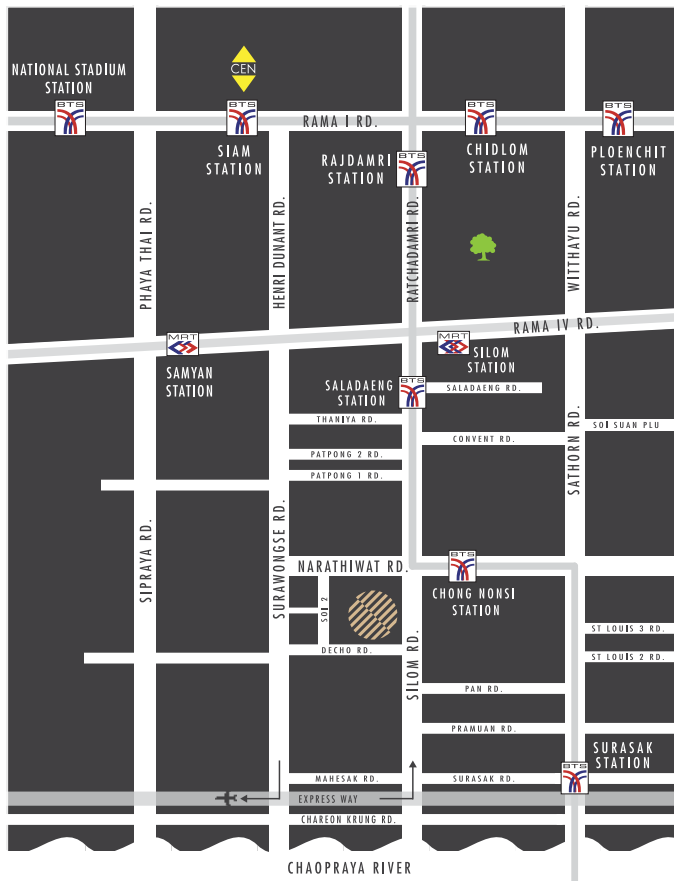 NATIONAL STADIUM
STATION
BTS
CEN
BTS
SIAM
STATION
RAMA I RD.
RAJDAMRI
STATION
BTS
BTS
CHIDLOM
STATION
BTS
PLOENCHIT
STATION
PHAYA THAI RD.
HENRI DUNANT RD.
RATCHADAMRI RD.
WITTHAYU RD.
RAMA IV RD.
MRT
SAMYAN
STATION
MRT
SILOM
STATION
SALADAENG
STATION
BTS
SALADAENG RD.
THANIYA RD.
CONVENT RD.
SOI SUAN PLU
PATPONG 2 RD.
PATPONG 1 RD.
SATHORN RD.
SIPRAYA RD.
SURAWONGSE RD.
NARATHIWAT RD.
BTS
CHONG NONSI
STATION
SOI 2
SILOM RD.
DECHO RD.
ST LOUIS 3 RD.
ST LOUIS 2 RD.
PAN RD.
PRAMUAN RD.
SURASAK
STATION
BTS
MAHESAK RD.
SURASAK RD.
EXPRESS WAY
CHAREON KRUNG RD.
CHAOPRAYA RIVER